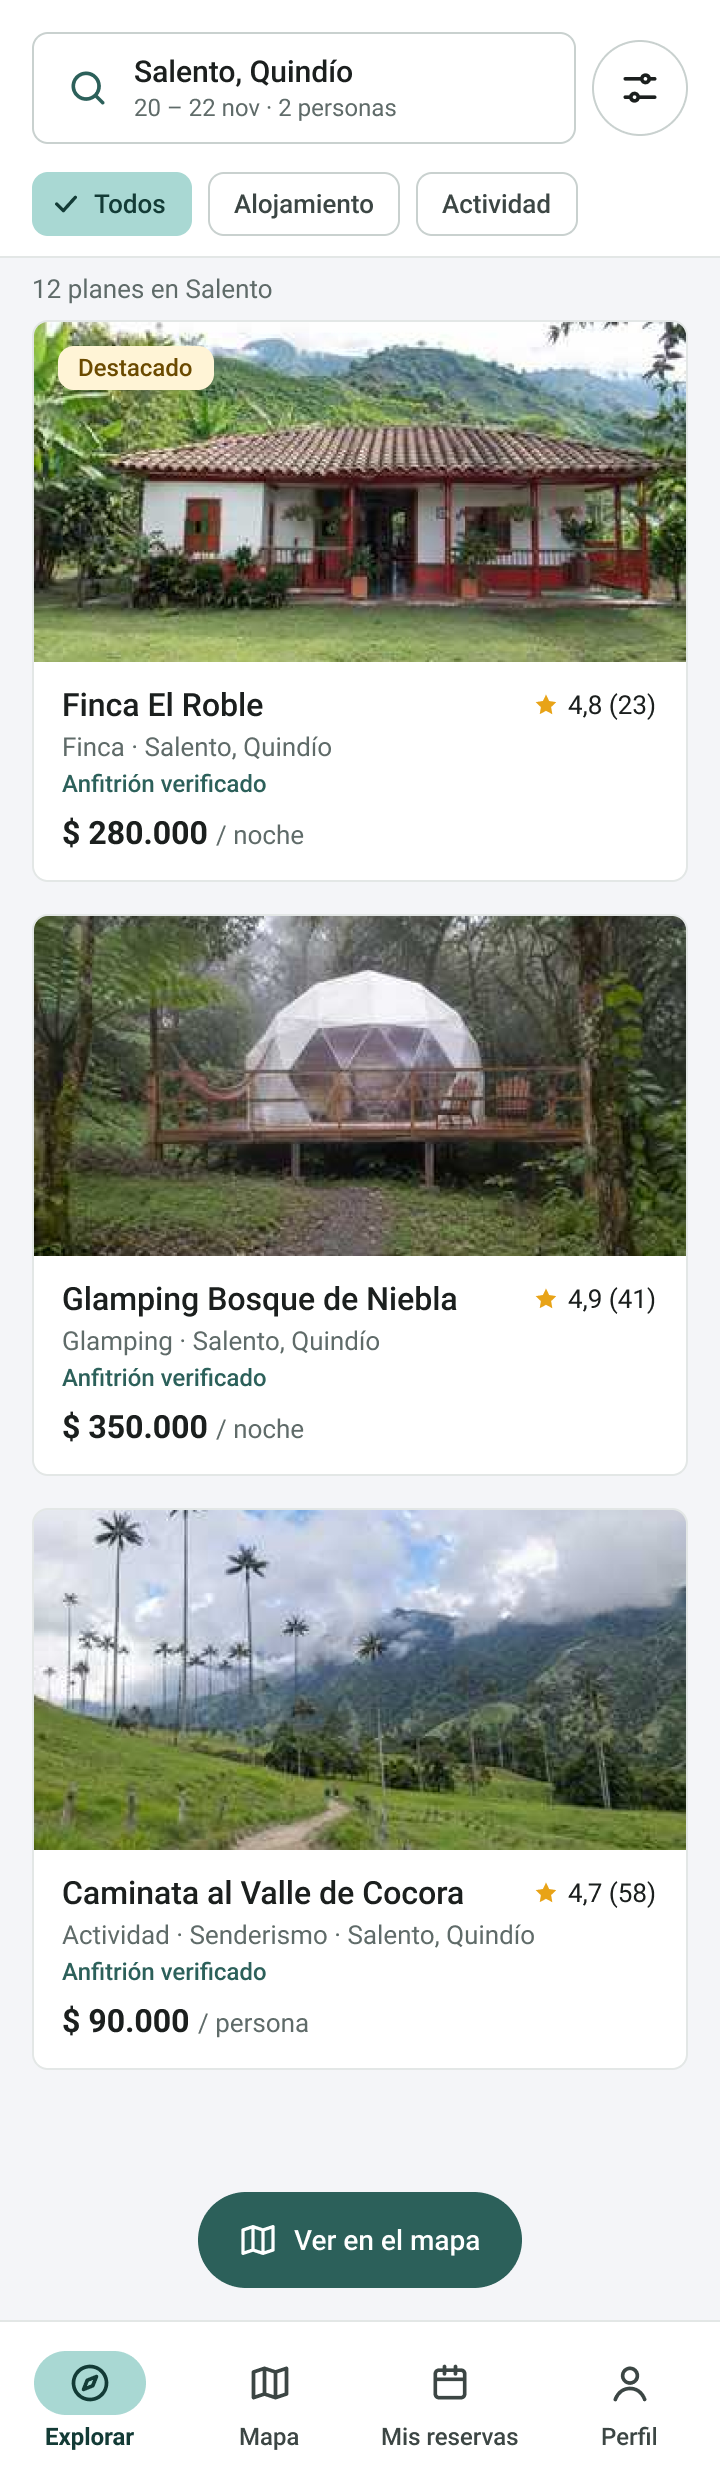 Salento, Quindío
20 – 22 nov · 2 personas
Todos
Alojamiento
Actividad
12 planes en Salento
Destacado
Finca El Roble
4,8 (23)
Finca · Salento, Quindío
Anfitrión verificado
$ 280.000 / noche
Glamping Bosque de Niebla
4,9 (41)
Glamping · Salento, Quindío
Anfitrión verificado
$ 350.000 / noche
Caminata al Valle de Cocora
4,7 (58)
Actividad · Senderismo · Salento, Quindío
Anfitrión verificado
$ 90.000 / persona
Ver en el mapa
Explorar
Mapa
Mis reservas
Perfil